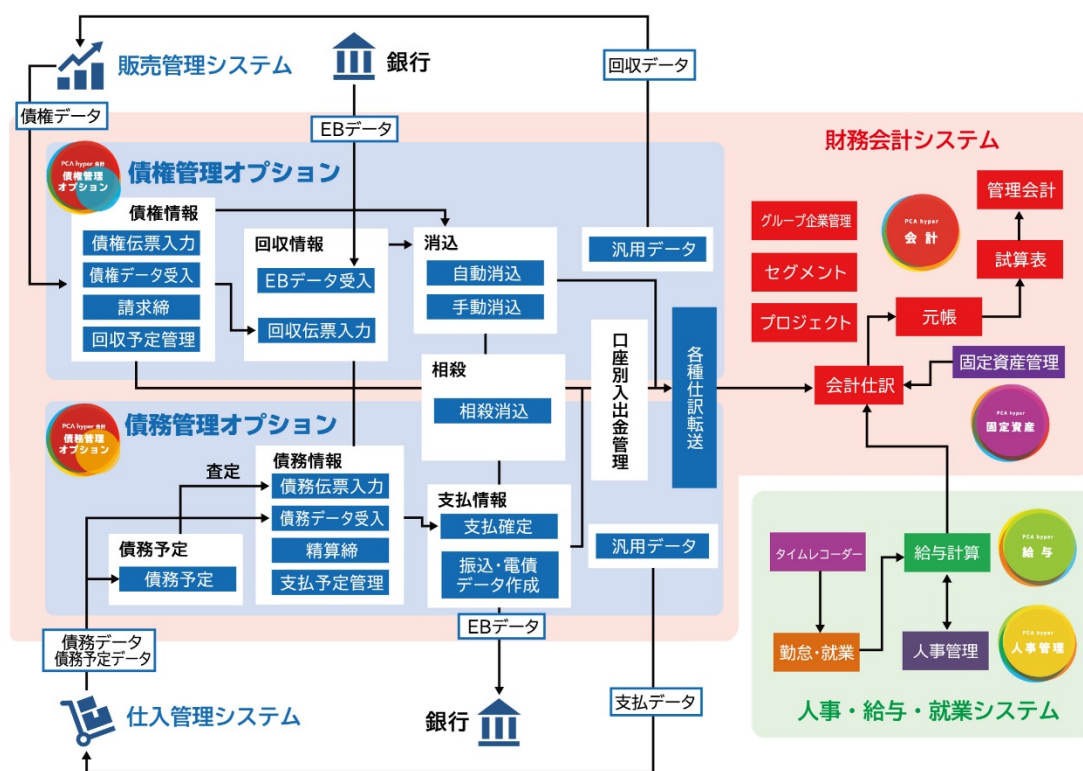 販売管理システム
銀行
回収データ
債権データ
EBデータ
財務会計システム
PCA hyper 会計
債権管理
オプション
債権管理オプション
債権情報
債権伝票入力
債権データ受入
請求締
回収予定管理
回収情報
EBデータ受入
回収伝票入力
消込
自動消込
手動消込
汎用データ
相殺
相殺消込
口座別入出金管理
各種仕訳転送
グループ企業管理
セグメント
プロジェクト
PCA hyper
会計
管理会計
試算表
元帳
会計仕訳
固定資産管理
PCA hyper
固定資産
PCA hyper 会計
債務管理
オプション
債務管理オプション
査定
債務予定
債務予定
債務情報
債務伝票入力
債務データ受入
精算締
支払予定管理
支払情報
支払確定
振込・電債
データ作成
汎用データ
EBデータ
債務データ
債務予定データ
仕入管理システム
銀行
支払データ
タイムレコーダー
給与計算
PCA hyper
給与
勤怠・就業
人事管理
PCA hyper
人事管理
人事・給与・就業システム